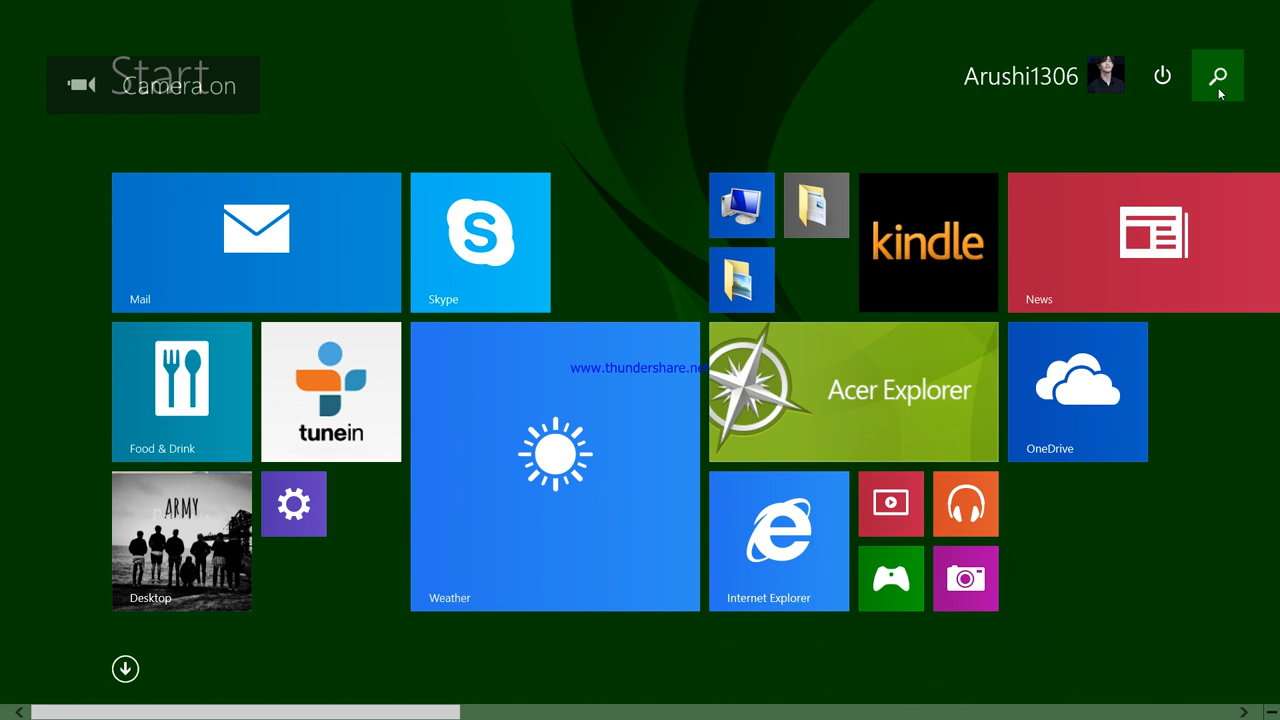 Start
Camera on
Arushi1306
Mail
Skype
kindle
News
www.thundershare.net
Food & Drink
tunein
Acer Explorer
OneDrive
ARMY
Desktop
Weather
Internet Explorer